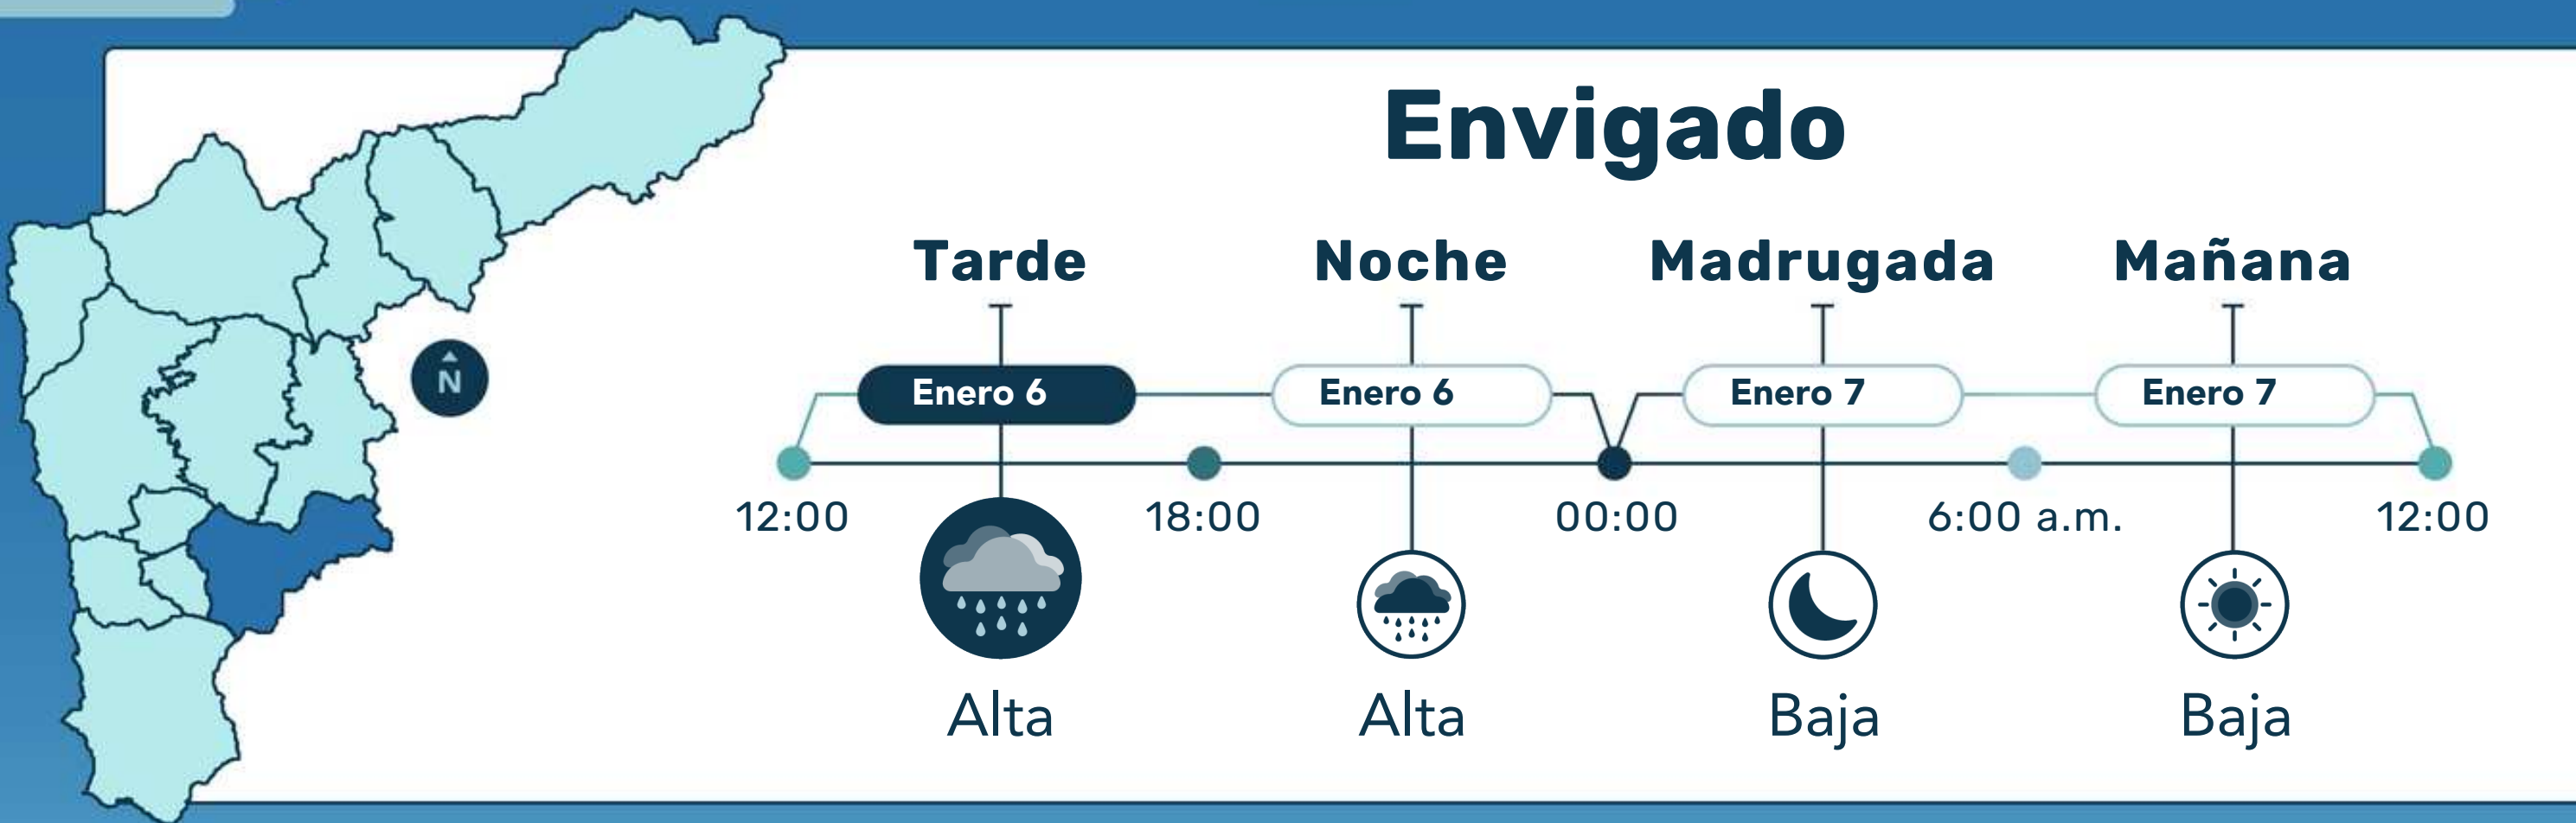 Envigado
Tarde Noche Madrugada Mañana
Enero 6 Enero 6 Enero 7 Enero 7
N
12:00 18:00 00:00 6:00 a.m. 12:00
Alta Alta Baja Baja